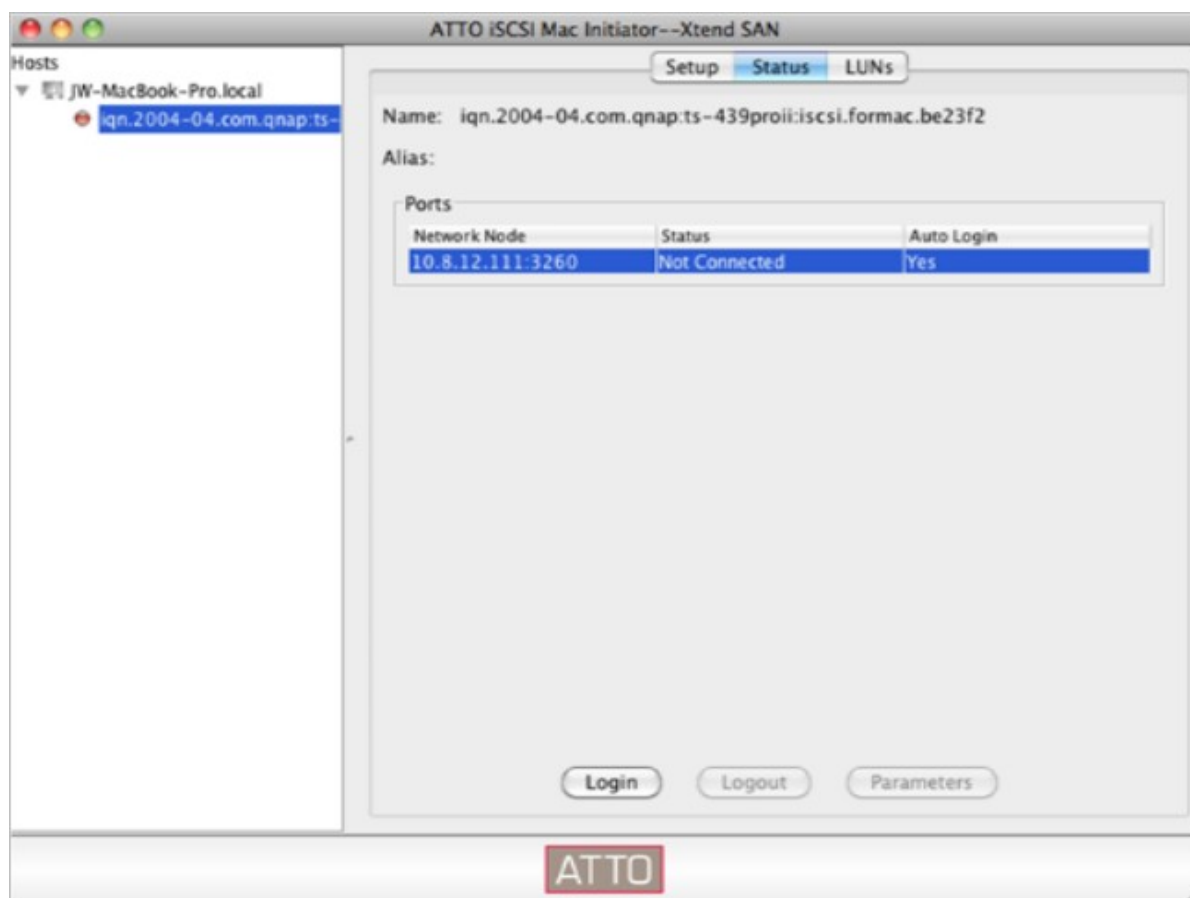 ATTO iSCSI Mac Initiator--Xtend SAN
Hosts
JW-MacBook-Pro.local
iqn.2004-04.com.qnap:ts-
Setup Status LUNs
Name: iqn.2004-04.com.qnap:ts-439proii:iscsi.formac.be23f2
Alias:
Ports
Network Node Status Auto Login
10.8.12.111:3260 Not Connected Yes
Login Logout Parameters
ATTO